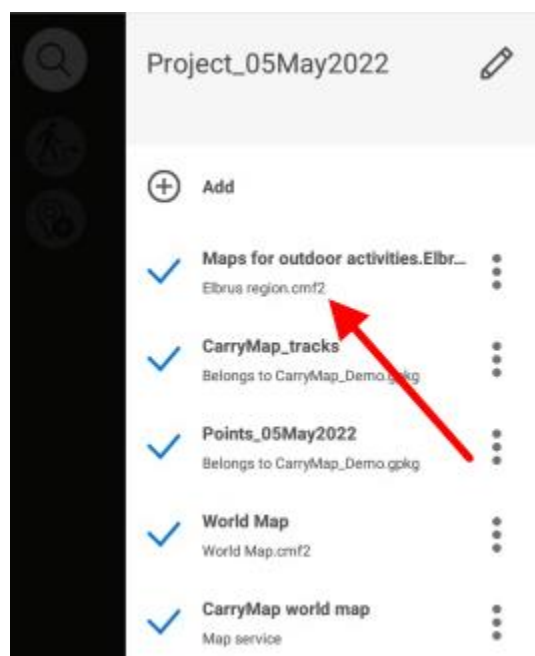 Project_05May2022
Add
Maps for outdoor activities.Elbr...
Elbrus region.cmf2
CarryMap_tracks
Belongs to CarryMap_Demo.gpkg
Points_05May2022
Belongs to CarryMap_Demo.gpkg
World Map
World Map.cmf2
CarryMap world map
Map service